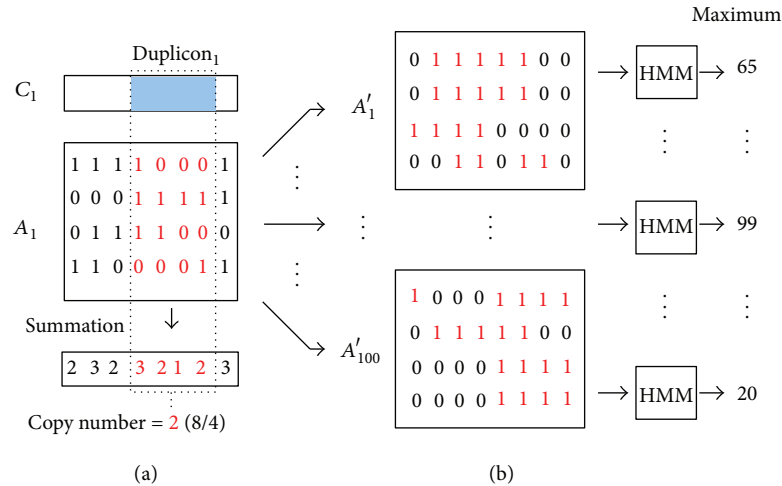 Maximum
Duplicon1
C1
A1
1 1 1 1 0 0 0 1
0 0 0 1 1 1 1 1
0 1 1 1 1 0 0 0
1 1 0 0 0 0 1 1
Summation
2 3 2 3 2 1 2 3
Copy number = 2 (8/4)
(a)
A′1
0 1 1 1 1 1 0 0
0 1 1 1 1 1 0 0
1 1 1 1 0 0 0 0
0 0 1 1 0 1 1 0
HMM
65
⋮ ⋮
⋮ ⋮ ⋮
HMM
99
⋮
⋮ ⋮
A′100
1 0 0 0 1 1 1 1
0 1 1 1 1 1 0 0
0 0 0 0 1 1 1 1
0 0 0 0 1 1 1 1
HMM
20
(b)